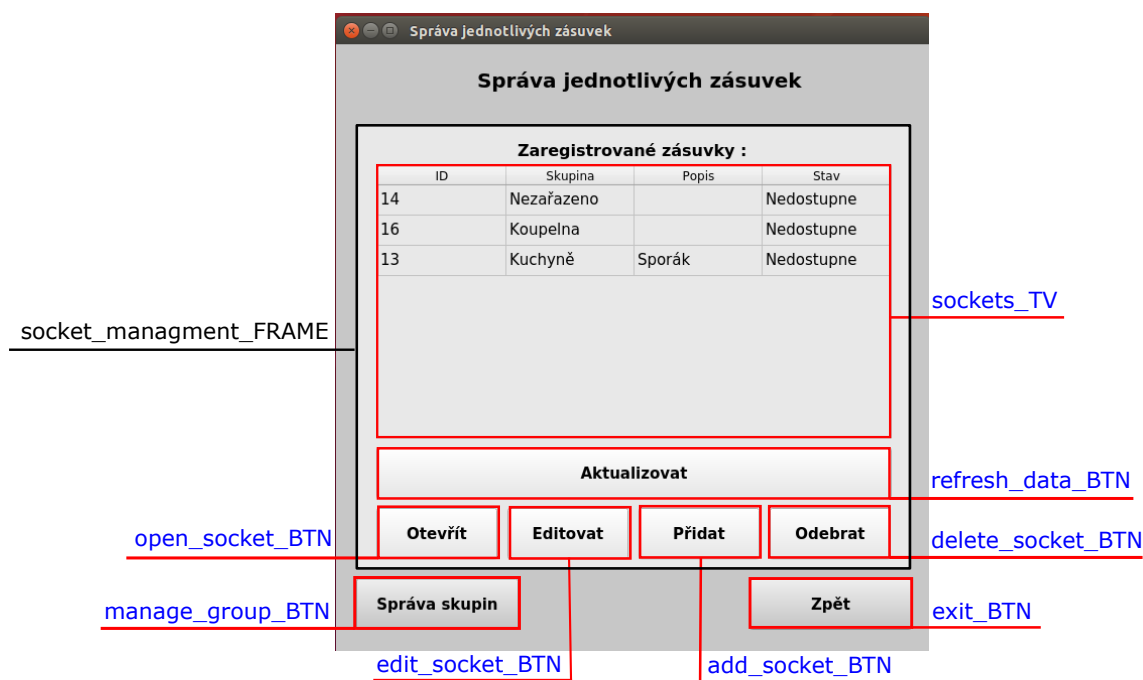 Správa jednotlivých zásuvek
Správa jednotlivých zásuvek
Zaregistrované zásuvky :
ID Skupina Popis Stav
14 Nezařazeno Nedostupne
16 Koupelna Nedostupne
13 Kuchyně Sporák Nedostupne
sockets_TV
socket_managment_FRAME
Aktualizovat
refresh_data_BTN
open_socket_BTN
Otevřít Editovat Přidat Odebrat
delete_socket_BTN
manage_group_BTN
Správa skupin Zpět
exit_BTN
edit_socket_BTN add_socket_BTN